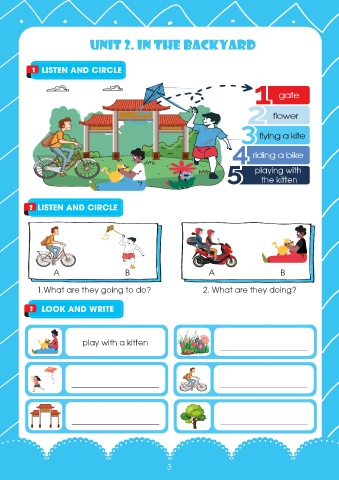 UNIT 2. IN THE BACKYARD
1 LISTEN AND CIRCLE
1 gate
2 flower
3 flying a kite
4 riding a bike
5 playing with
the kitten
2 LISTEN AND CIRCLE
A B A B
1.What are they going to do? 2. What are they doing?
2 LOOK AND WRITE
play with a kitten
3